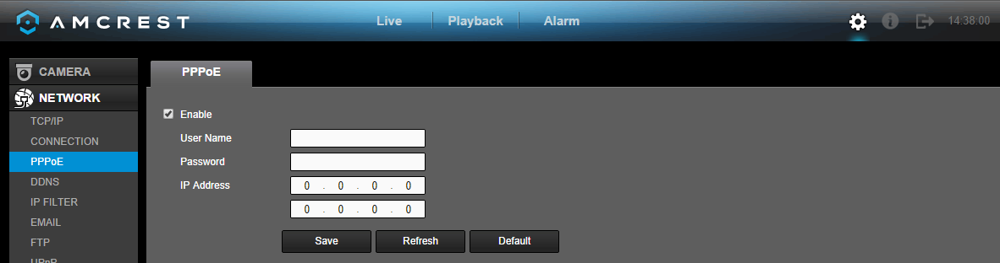 AMCREST Live Playback Alarm 14:38:00
CAMERA
NETWORK
TCP/IP
CONNECTION
PPPoE
DDNS
IP FILTER
EMAIL
FTP
UPnP
PPPoE
Enable
User Name
Password
IP Address 0 . 0 . 0 . 0
0 . 0 . 0 . 0
Save Refresh Default